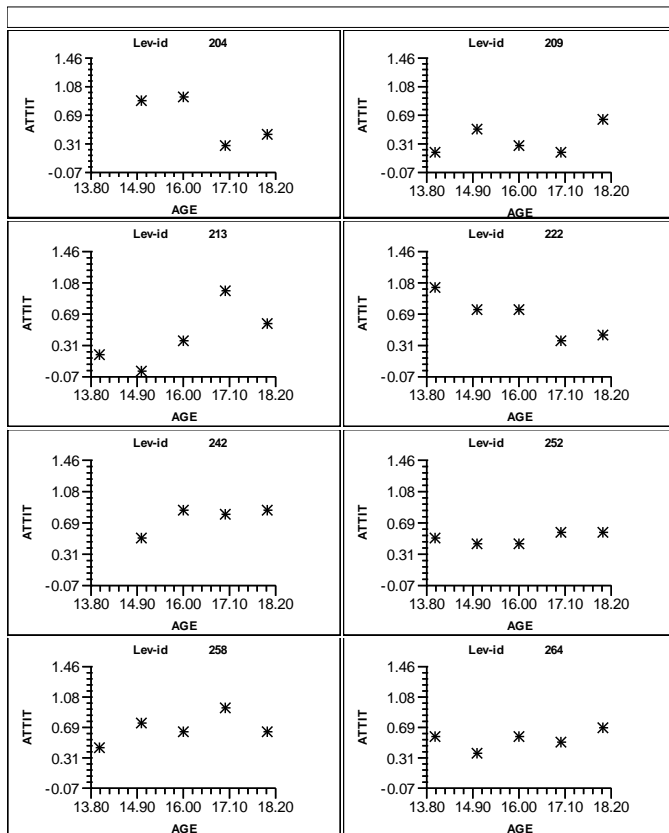 Lev-id 204
1.46
1.08
0.69
0.31
-0.07
ATTIT
13.80 14.90 16.00 17.10 18.20
AGE
Lev-id 209
1.46
1.08
0.69
0.31
-0.07
ATTIT
13.80 14.90 16.00 17.10 18.20
AGE
Lev-id 213
1.46
1.08
0.69
0.31
-0.07
ATTIT
13.80 14.90 16.00 17.10 18.20
AGE
Lev-id 222
1.46
1.08
0.69
0.31
-0.07
ATTIT
13.80 14.90 16.00 17.10 18.20
AGE
Lev-id 242
1.46
1.08
0.69
0.31
-0.07
ATTIT
13.80 14.90 16.00 17.10 18.20
AGE
Lev-id 252
1.46
1.08
0.69
0.31
-0.07
ATTIT
13.80 14.90 16.00 17.10 18.20
AGE
Lev-id 258
1.46
1.08
0.69
0.31
-0.07
ATTIT
13.80 14.90 16.00 17.10 18.20
AGE
Lev-id 264
1.46
1.08
0.69
0.31
-0.07
ATTIT
13.80 14.90 16.00 17.10 18.20
AGE